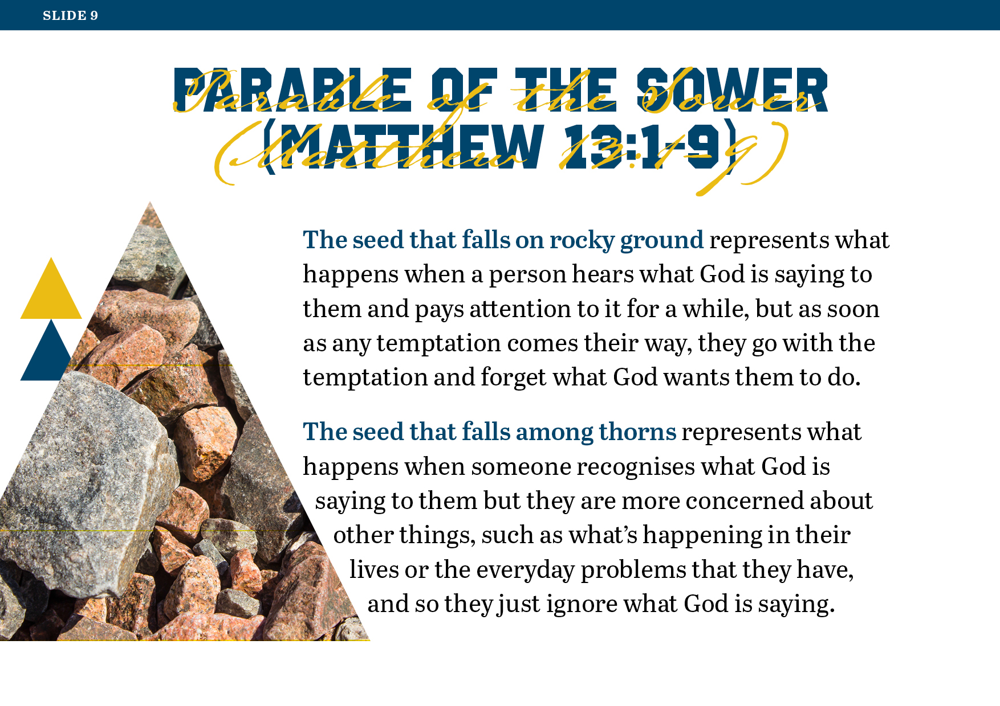 SLIDE 9
PARABLE OF THE SOWER
Parable of the Sower
(MATTHEW 13:1-9)
(Matthew 13:1-9)
The seed that falls on rocky ground represents what
happens when a person hears what God is saying to
them and pays attention to it for a while, but as soon
as any temptation comes their way, they go with the
temptation and forget what God wants them to do.
The seed that falls among thorns represents what
happens when someone recognises what God is
saying to them but they are more concerned about
other things, such as what’s happening in their
lives or the everyday problems that they have,
and so they just ignore what God is saying.